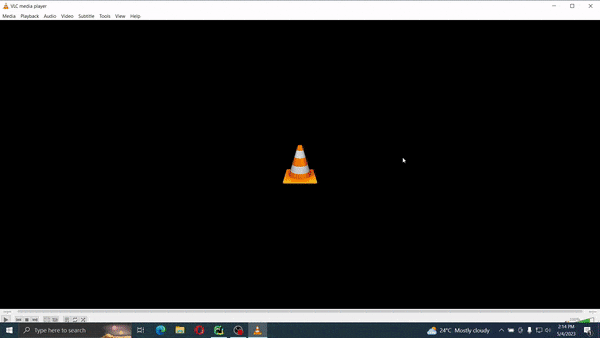 VLC media player
Media Playback Audio Video Subtitle Tools View Help
Type here to search
24°C Mostly cloudy
2:14 PM
5/4/2023